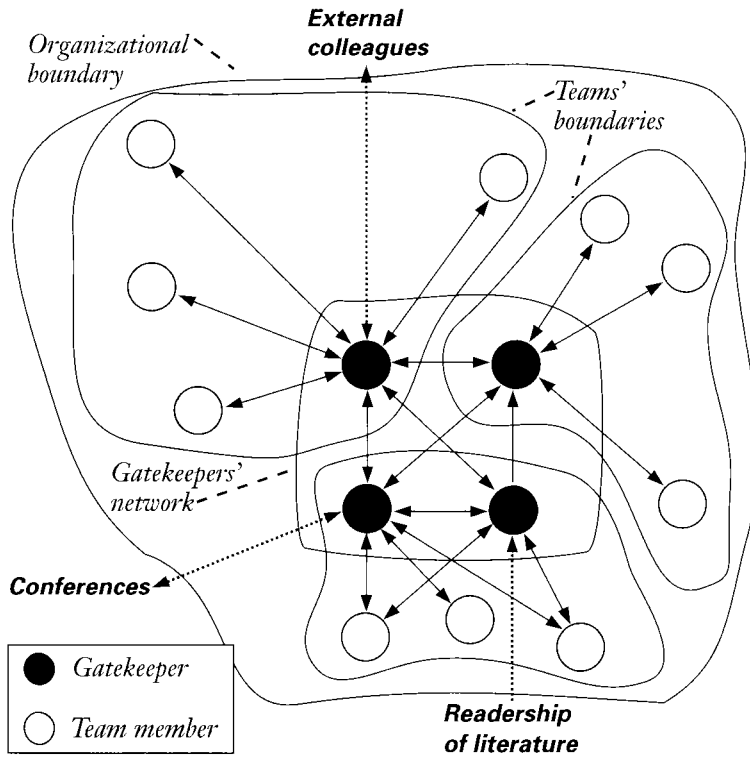 External
colleagues
Organizational
boundary
Teams'
boundaries
Gatekeepers'
network
Conferences
Gatekeeper
Team member
Readership
of literature